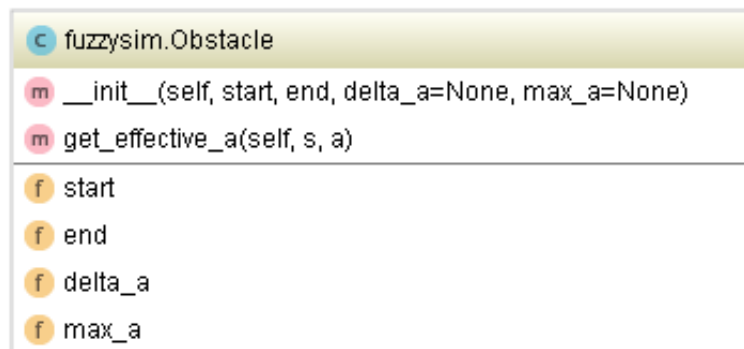 C fuzzysim.Obstacle
m __init__(self, start, end, delta_a=None, max_a=None)
m get_effective_a(self, s, a)
f start
f end
f delta_a
f max_a